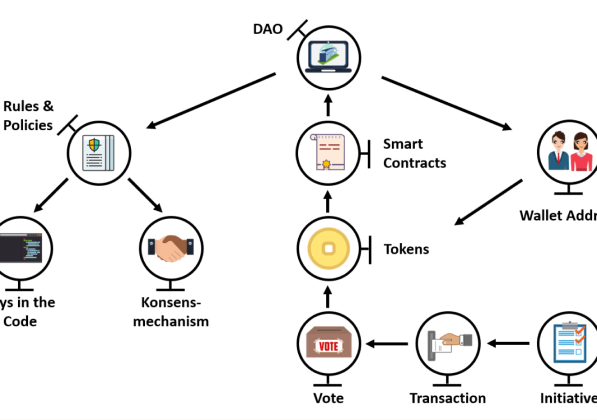 DAO
Rules &
Policies
Smart
Contracts
Wallet Addr
Tokens
ys in the
Code
Konsens-
mechanism
VOTE
Vote
Transaction
Initiative